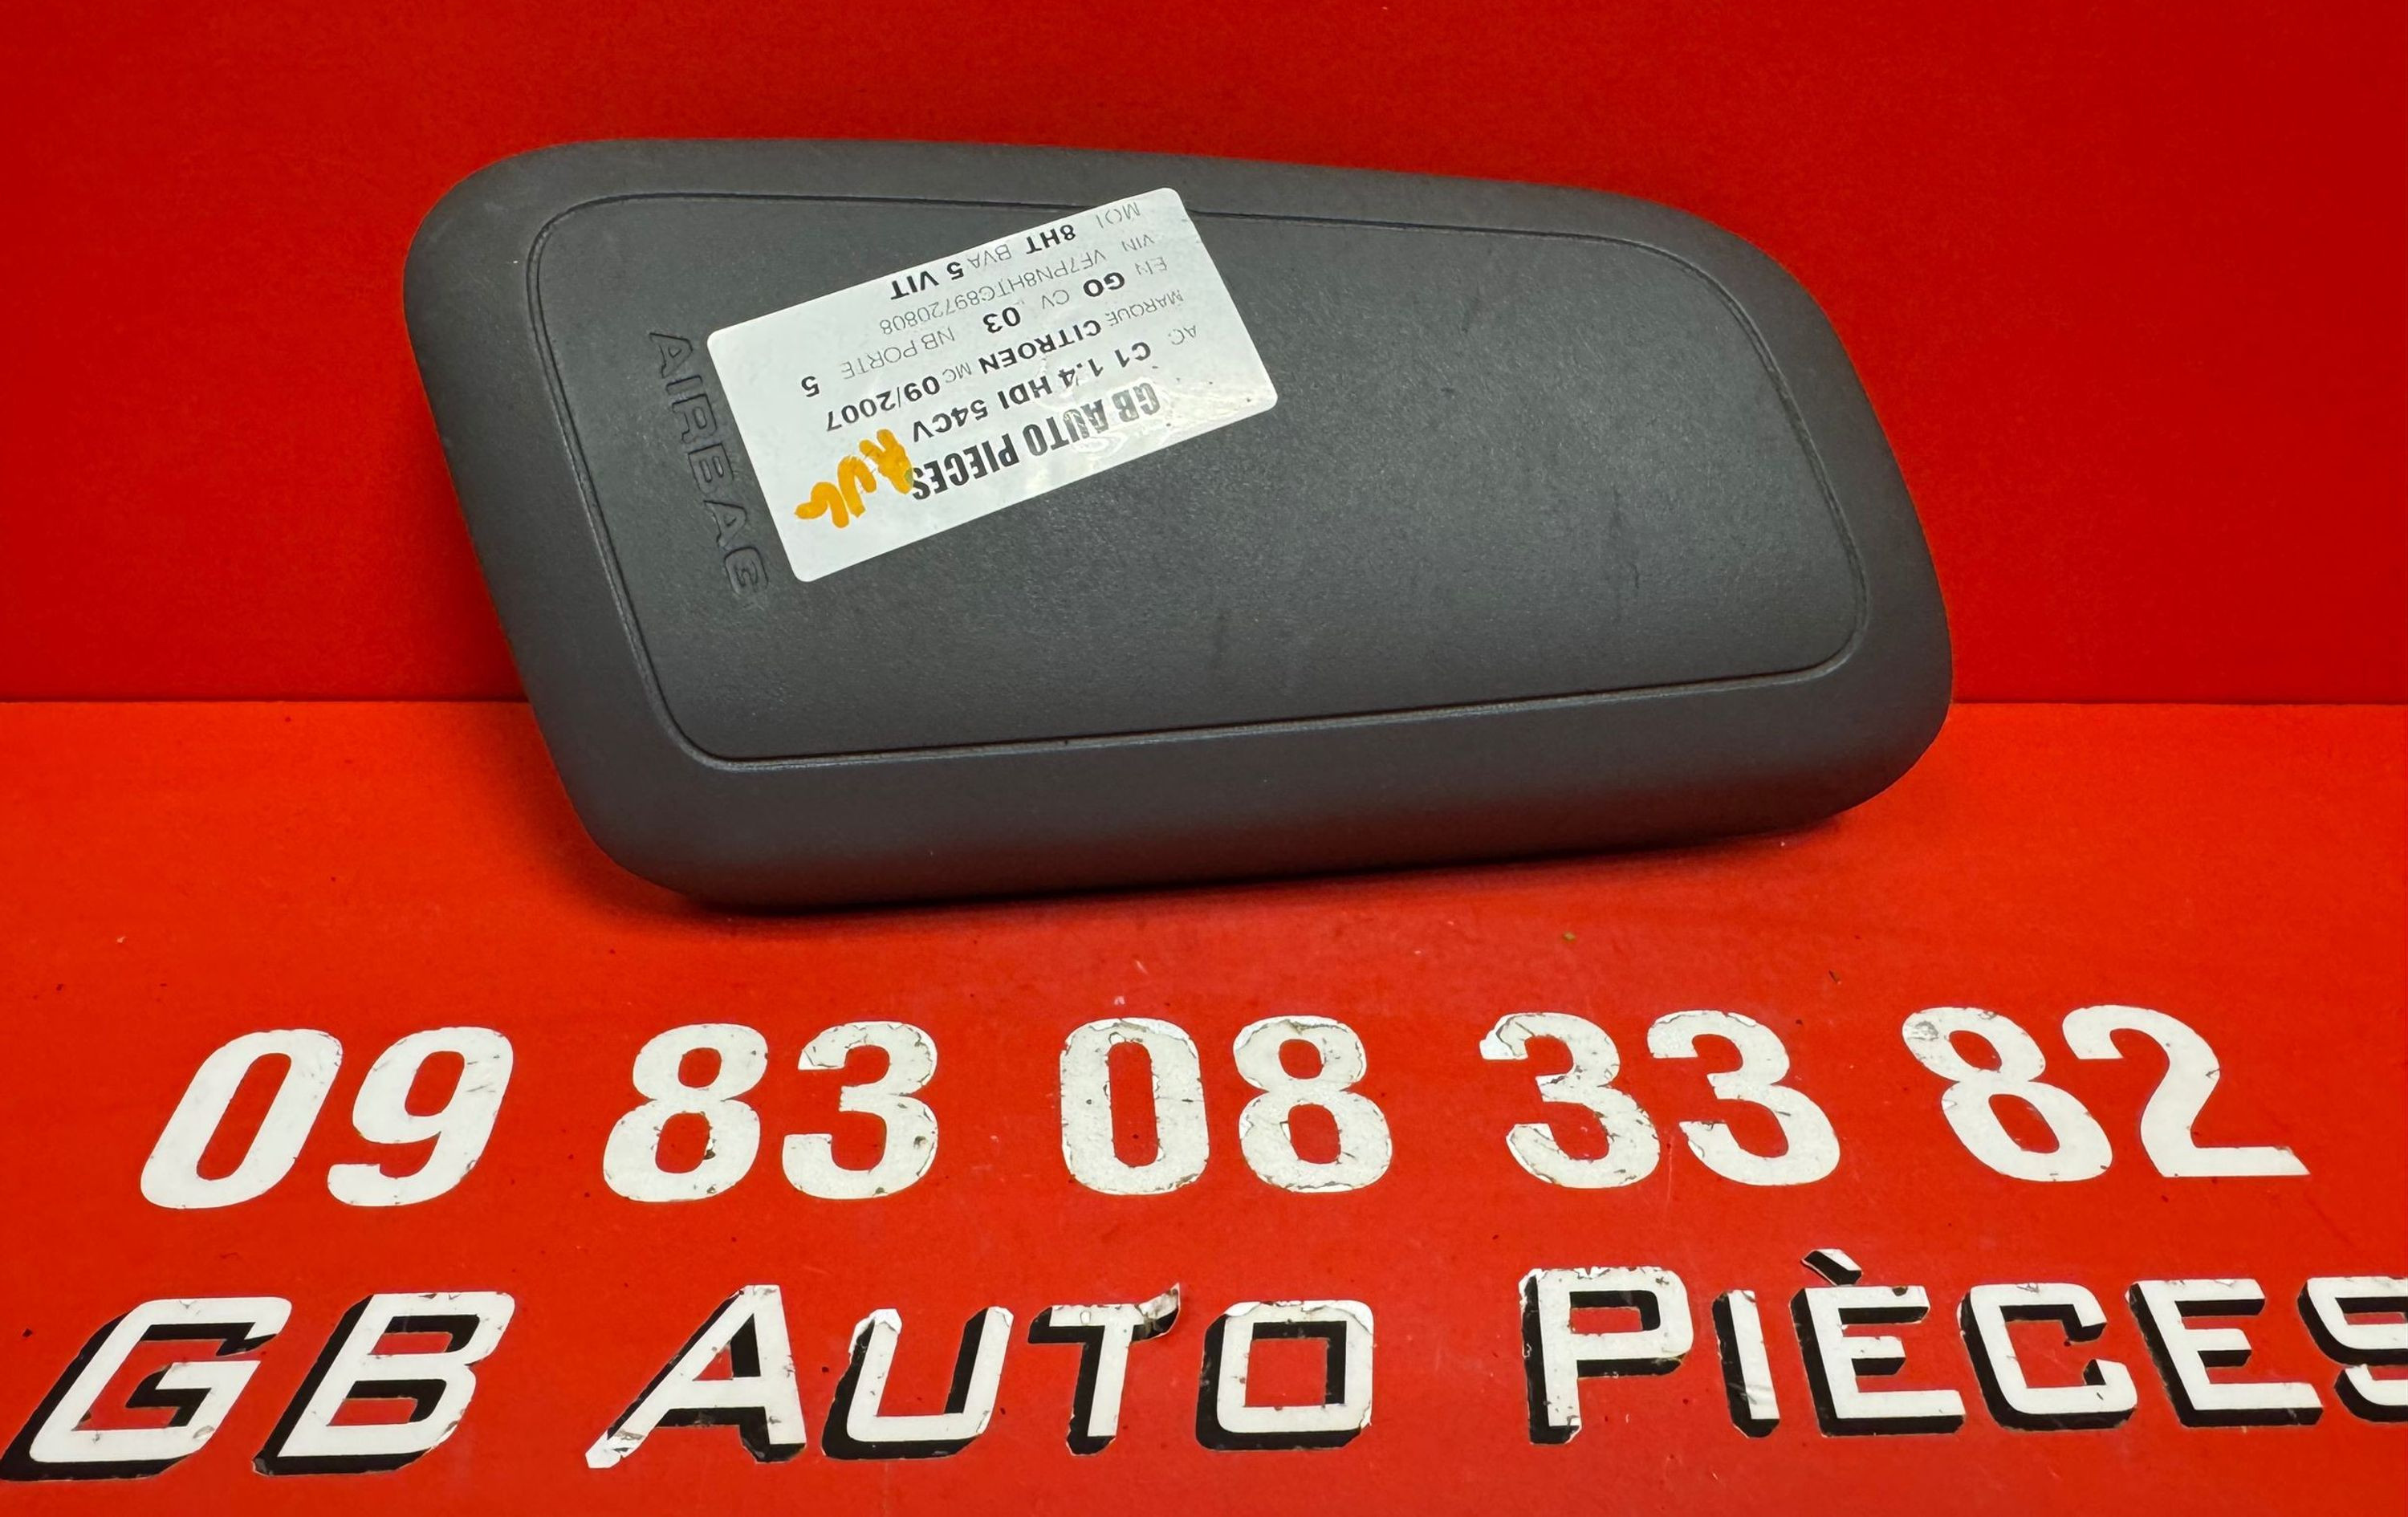 GB AUTO PIECES
AC C1 1.4 HDI 54CV
MARQUE CITROEN MC 09/2007
EN GO CV 03 NB PORTE 5
VIN VF7PN8HTC89720808
MOT 8HT BVA 5 VIT
AIRBAG
09 83 08 33 82
GB AUTO PIÈCES